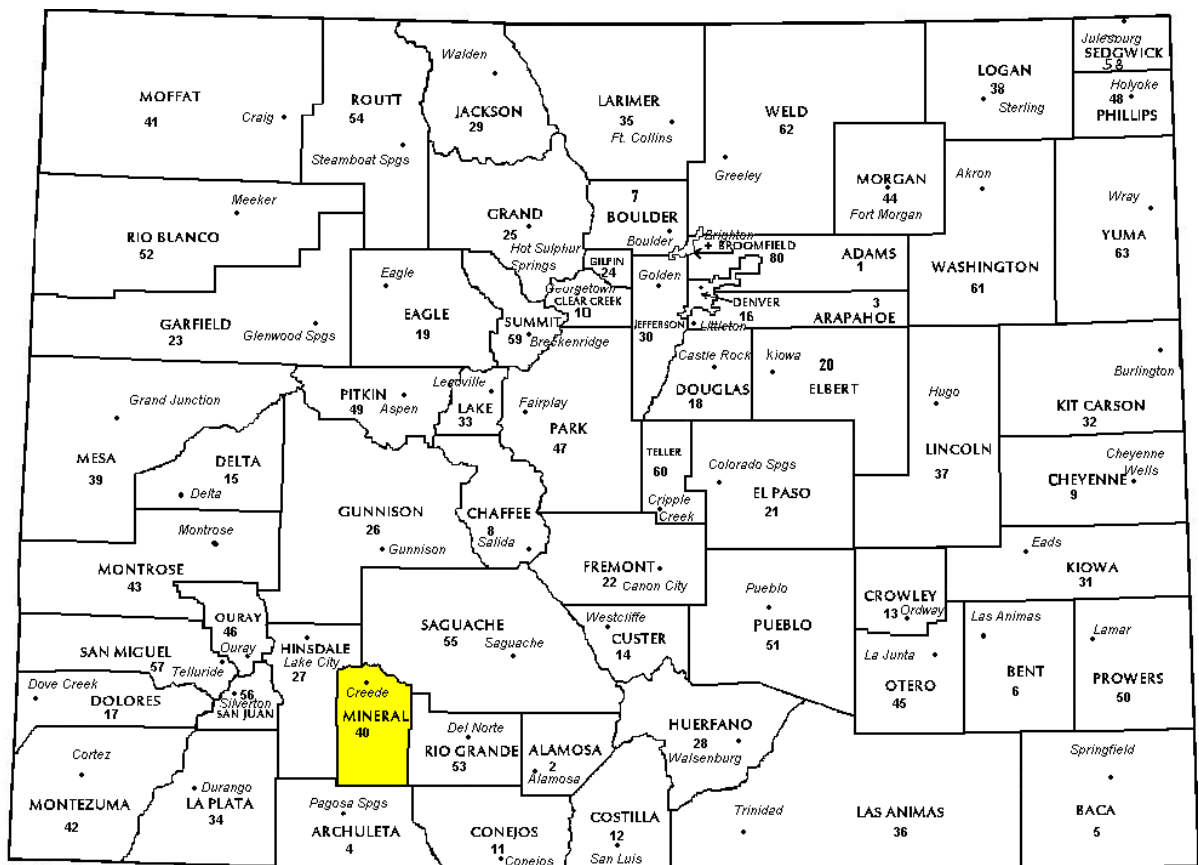 Julesburg
SEDGWICK
58
Walden
LOGAN
38
Sterling
Holyoke
48
PHILLIPS
MOFFAT
41
Craig
ROUTT
54
Steamboat Spgs
JACKSON
29
LARIMER
35
Ft. Collins
WELD
62
Greeley
MORGAN
44
Fort Morgan
Akron
WASHINGTON
61
Wray
YUMA
63
Meeker
RIO BLANCO
52
GRAND
25
Hot Sulphur
Springs
7
BOULDER
Boulder
Brighton
+ BROOMFIELD
80
ADAMS
1
GILPIN
24
Golden
Georgetown
CLEAR CREEK
10
DENVER
16
3
ARAPAHOE
Littleton
JEFFERSON
30
Eagle
EAGLE
19
SUMMIT
59
Breckenridge
GARFIELD
23
Glenwood Spgs
Castle Rock
DOUGLAS
18
Kiowa
20
ELBERT
Hugo
LINCOLN
37
Burlington
KIT CARSON
32
PITKIN
49
Aspen
Leadville
LAKE
33
Fairplay
PARK
47
Grand Junction
MESA
39
DELTA
15
Delta
TELLER
60
Cripple
Creek
Colorado Spgs
EL PASO
21
Cheyenne
Wells
CHEYENNE
9
GUNNISON
26
Gunnison
CHAFFEE
8
Salida
Montrose
MONTROSE
43
FREMONT
22
Canon City
Pueblo
PUEBLO
51
CROWLEY
13
Ordway
Eads
KIOWA
31
OURAY
46
Ouray
SAN MIGUEL
57
Telluride
HINSDALE
Lake City
27
SAGUACHE
55
Saguache
Westcliffe
CUSTER
14
La Junta
OTERO
45
Las Animas
BENT
6
Lamar
PROWERS
50
Dove Creek
DOLORES
17
56
Silverton
SAN JUAN
Creede
MINERAL
40
Del Norte
RIO GRANDE
53
ALAMOSA
2
Alamosa
HUERFANO
28
Walsenburg
Cortez
MONTEZUMA
42
Durango
LA PLATA
34
Pagosa Spgs
ARCHULETA
4
CONEJOS
11
Conejos
COSTILLA
12
San Luis
Trinidad
LAS ANIMAS
36
Springfield
BACA
5